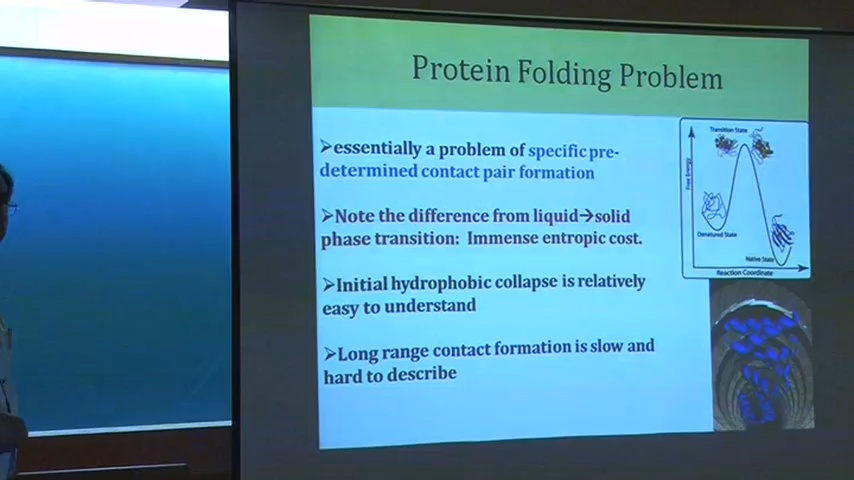 Protein Folding Problem
➢essentially a problem of specific pre-
determined contact pair formation
➢Note the difference from liquid→solid
phase transition: Immense entropic cost.
➢Initial hydrophobic collapse is relatively
easy to understand
➢Long range contact formation is slow and
hard to describe
Transition State
Free Energy
Denatured State
Native State
Reaction Coordinate